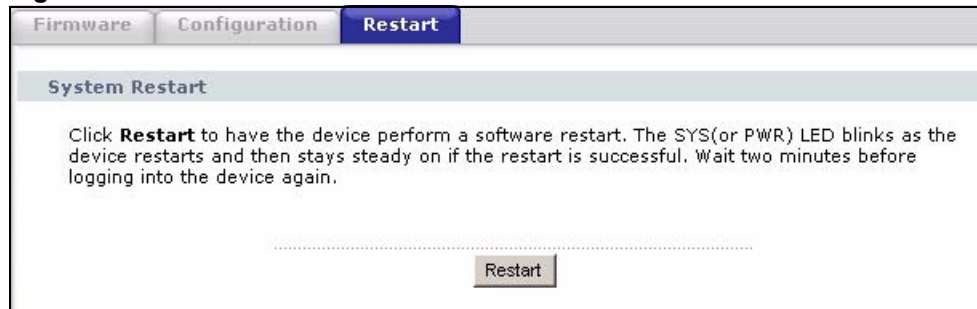 Firmware Configuration Restart
System Restart
Click Restart to have the device perform a software restart. The SYS(or PWR) LED blinks as the
device restarts and then stays steady on if the restart is successful. Wait two minutes before
logging into the device again.
Restart